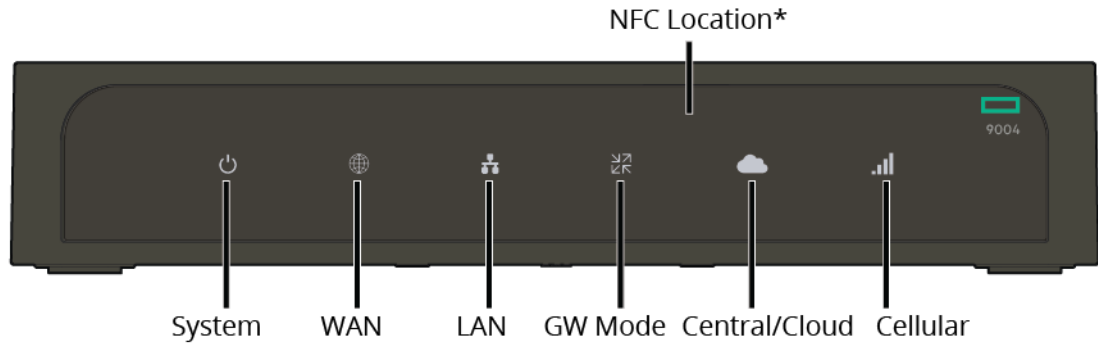 NFC Location*
9004
System WAN LAN GW Mode Central/Cloud Cellular